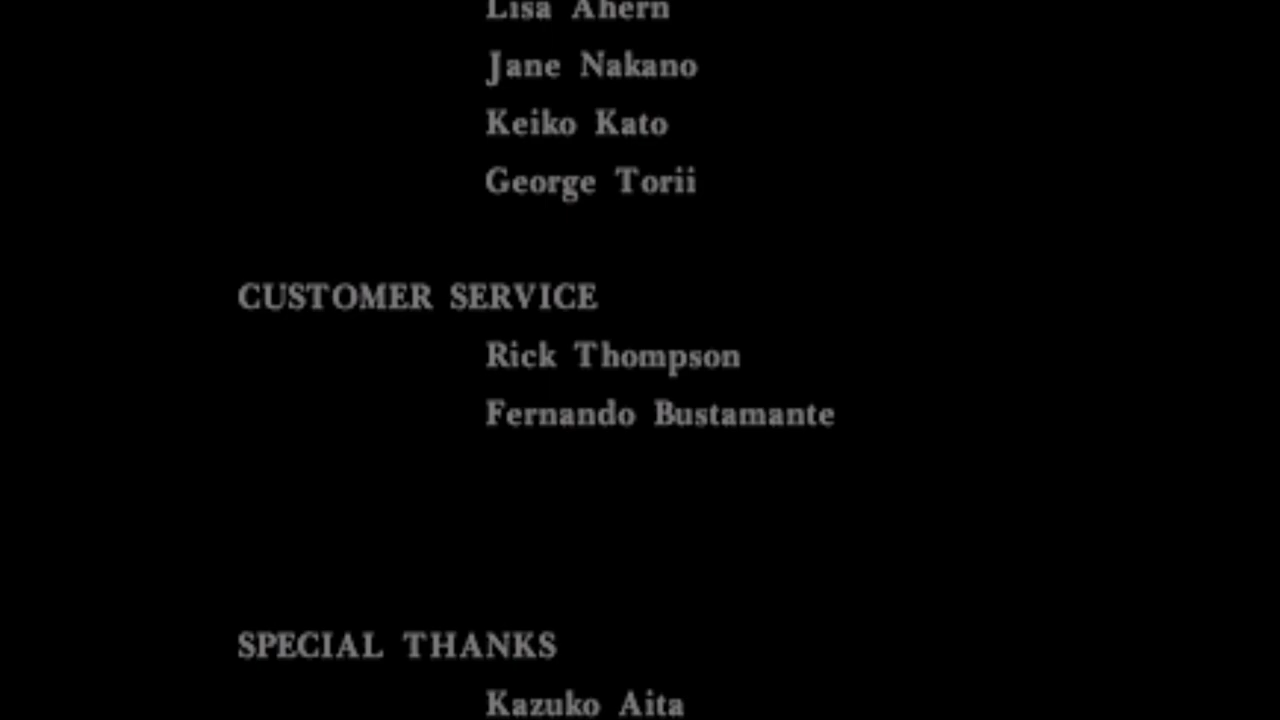 Lisa Ahern
Jane Nakano
Keiko Kato
George Torii
CUSTOMER SERVICE
Rick Thompson
Fernando Bustamante
SPECIAL THANKS
Kazuko Aita